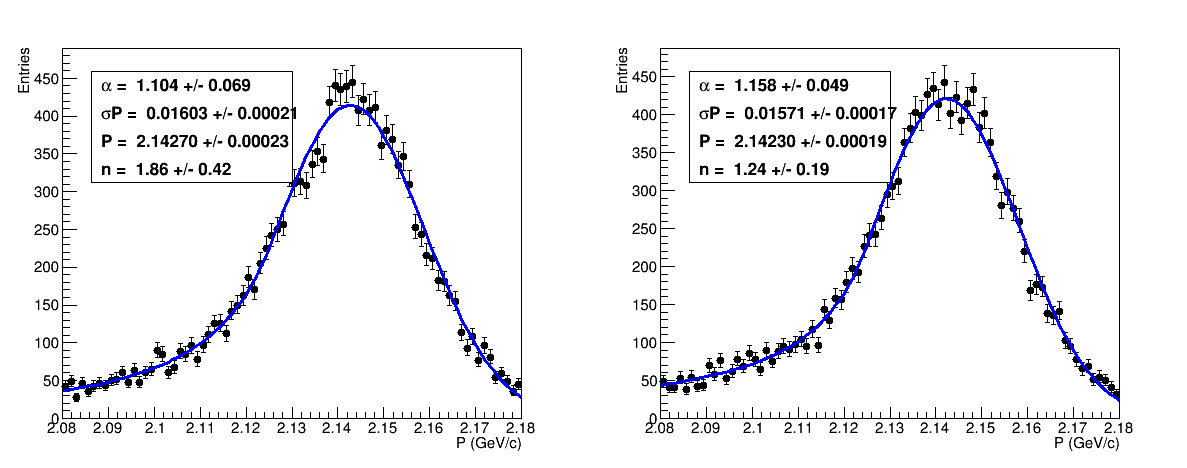 Entries
450
400
350
300
250
200
150
100
50
0
α = 1.104 +/- 0.069
σP = 0.01603 +/- 0.00021
P = 2.14270 +/- 0.00023
n = 1.86 +/- 0.42
2.08 2.09 2.1 2.11 2.12 2.13 2.14 2.15 2.16 2.17 2.18
P (GeV/c)
Entries
450
400
350
300
250
200
150
100
50
0
α = 1.158 +/- 0.049
σP = 0.01571 +/- 0.00017
P = 2.14230 +/- 0.00019
n = 1.24 +/- 0.19
2.08 2.09 2.1 2.11 2.12 2.13 2.14 2.15 2.16 2.17 2.18
P (GeV/c)